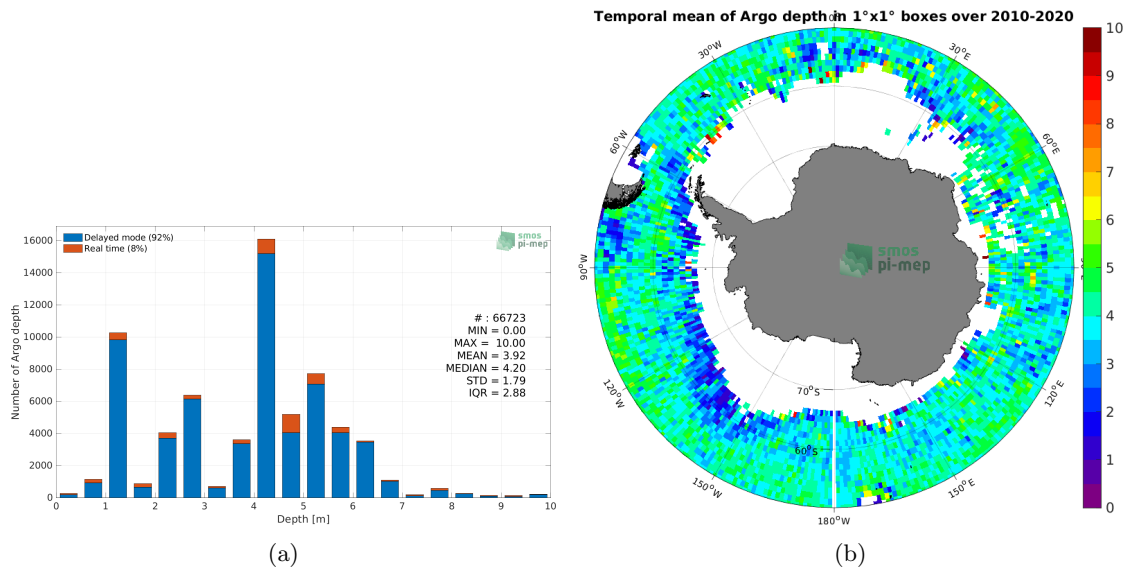 Temporal mean of Argo depth in 1°x1° boxes over 2010-2020
Delayed mode (92%)
Real time (8%)
smos
pi-mep
# : 66723
MIN = 0.00
MAX = 10.00
MEAN = 3.92
MEDIAN = 4.20
STD = 1.79
IQR = 2.88
Number of Argo depth
16000
14000
12000
10000
8000
6000
4000
2000
0
0 1 2 3 4 5 6 7 8 9 10
Depth [m]
(a)
30°W
30°E
60°W
60°E
90°W
120°W
120°E
150°W
150°E
180°W
70°S
60°S
smos
pi-mep
10
9
8
7
6
5
4
3
2
1
0
(b)